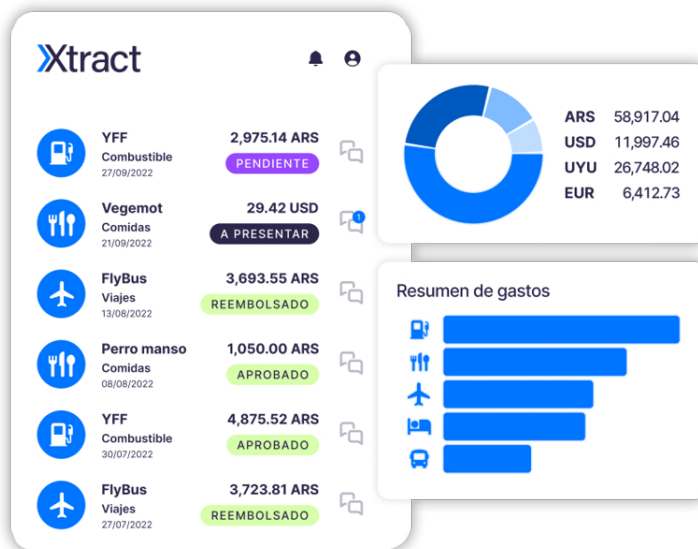 Xtract
YFF 2,975.14 ARS
Combustible PENDIENTE
27/09/2022
Vegemot 29.42 USD
1
Comidas A PRESENTAR
21/09/2022
FlyBus 3,693.55 ARS
Viajes REEMBOLSADO
13/08/2022
Perro manso 1,050.00 ARS
Comidas APROBADO
08/08/2022
YFF 4,875.52 ARS
Combustible APROBADO
30/07/2022
FlyBus 3,723.81 ARS
Viajes REEMBOLSADO
27/07/2022
ARS 58,917.04
USD 11,997.46
UYU 26,748.02
EUR 6,412.73
Resumen de gastos